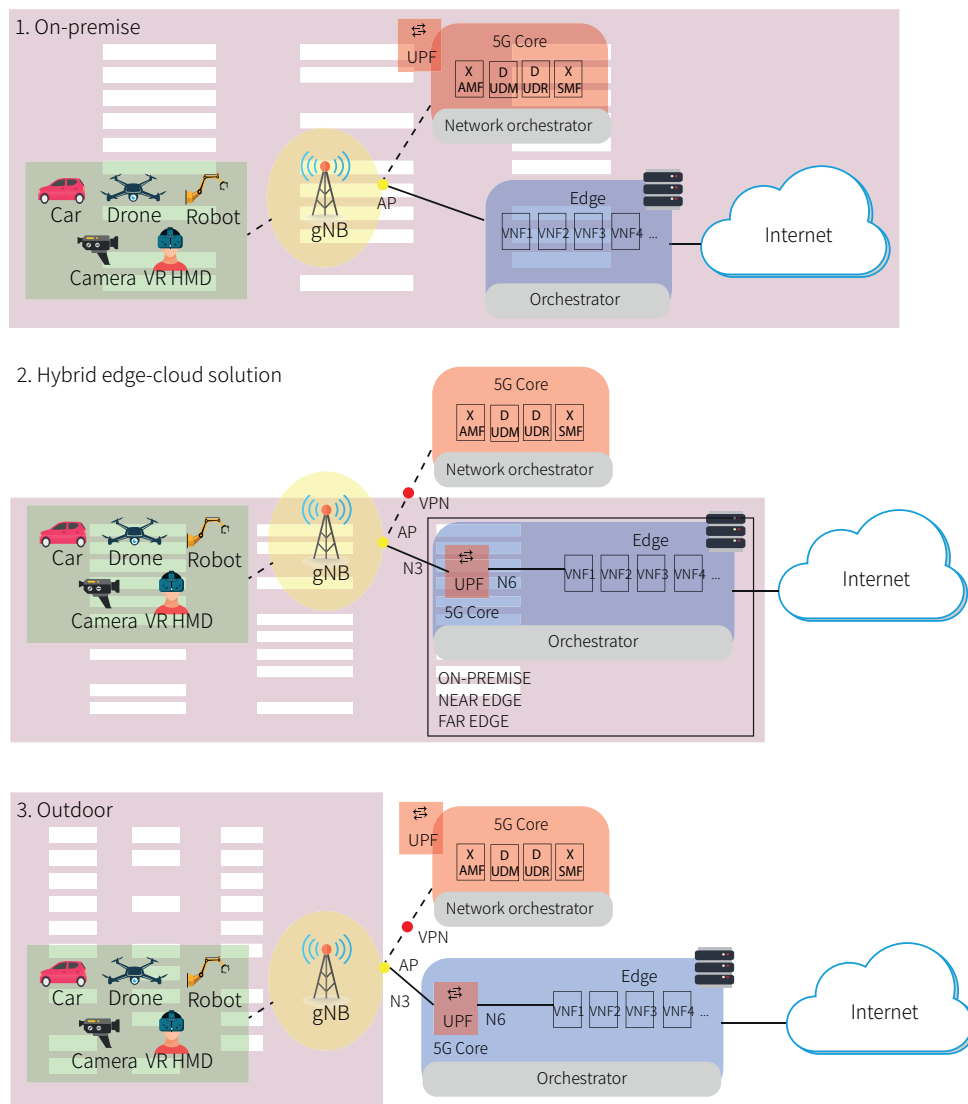 1. On-premise
UPF
5G Core
X AMF
D UDM
D UDR
X SMF
Network orchestrator
Car
Drone
Robot
Camera
VR HMD
gNB
AP
Edge
VNF1
VNF2
VNF3
VNF4
...
Orchestrator
Internet
2. Hybrid edge-cloud solution
5G Core
X AMF
D UDM
D UDR
X SMF
Network orchestrator
VPN
Car
Drone
Robot
Camera
VR HMD
gNB
AP
N3
Edge
UPF
N6
5G Core
VNF1
VNF2
VNF3
VNF4
...
Orchestrator
ON-PREMISE
NEAR EDGE
FAR EDGE
Internet
3. Outdoor
UPF
5G Core
X AMF
D UDM
D UDR
X SMF
Network orchestrator
VPN
Car
Drone
Robot
Camera
VR HMD
gNB
AP
N3
Edge
UPF
N6
5G Core
VNF1
VNF2
VNF3
VNF4
...
Orchestrator
Internet